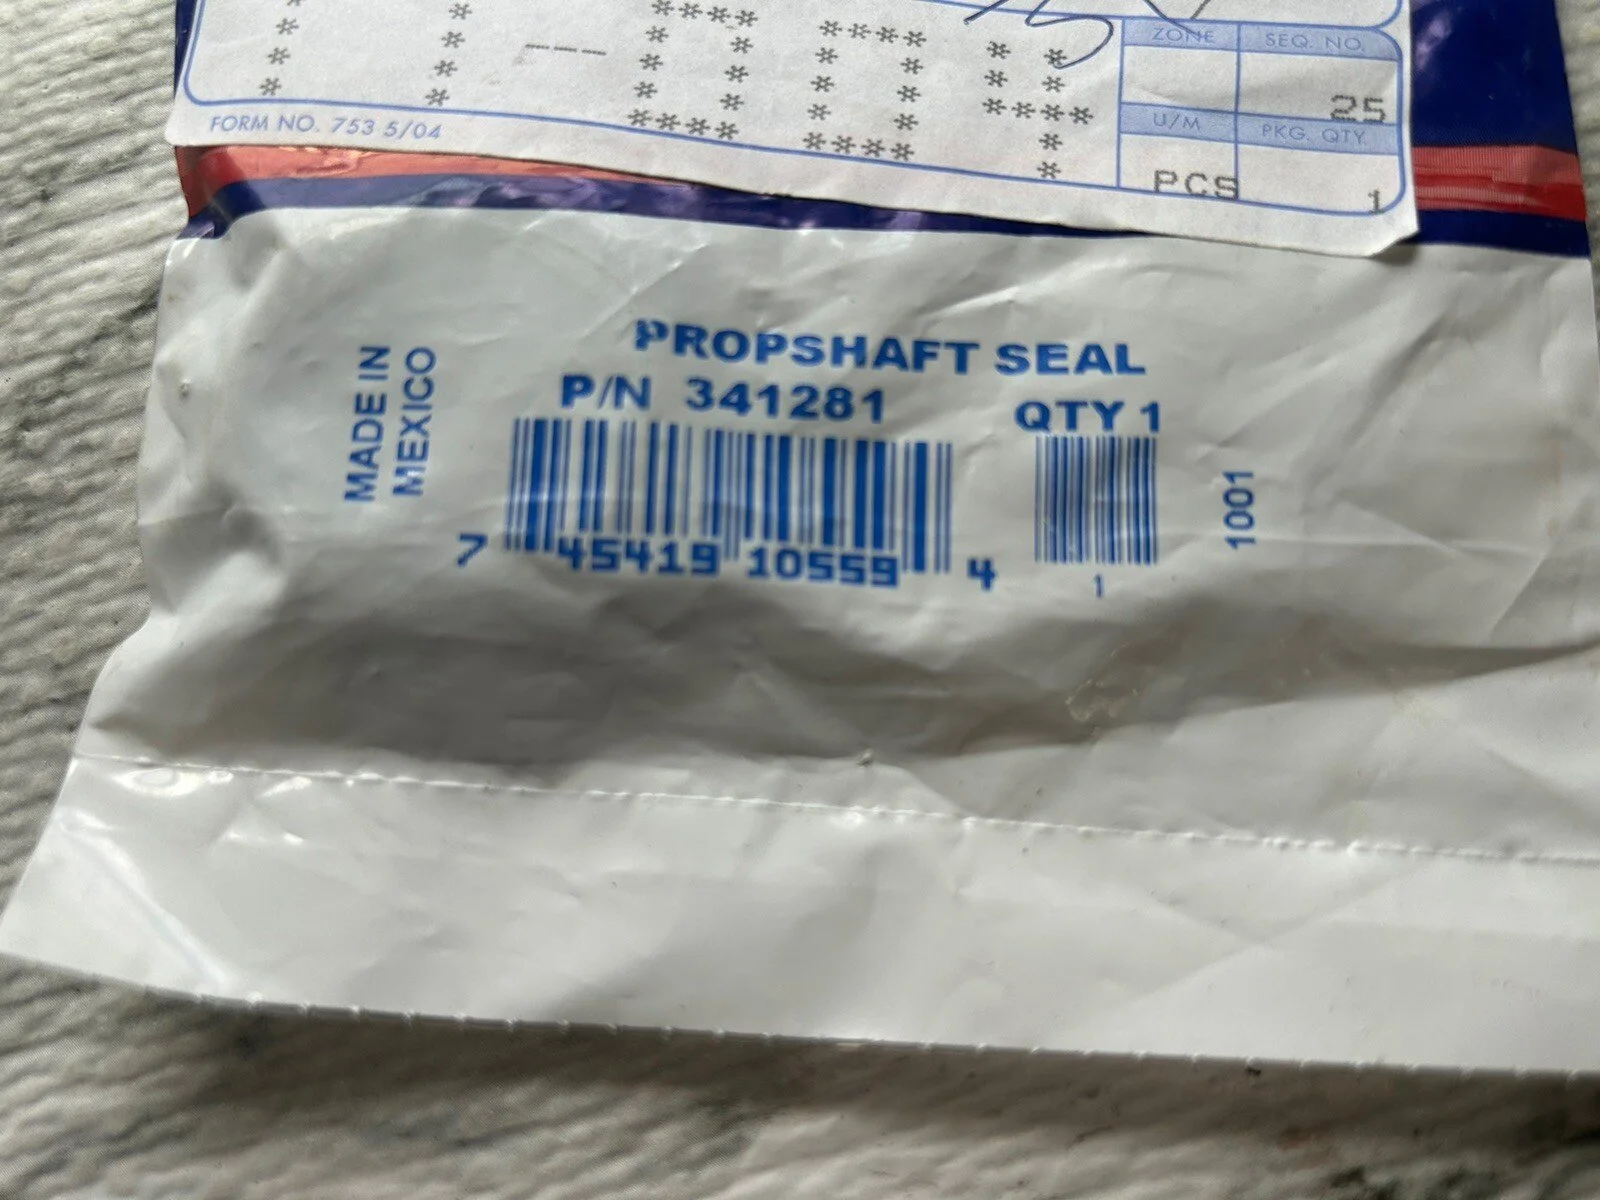 ZONE
SEQ. NO.
25
U/M
PKG. QTY.
PCS
1
FORM NO. 753 5/04
PROPSHAFT SEAL
P/N 341281
QTY 1
MADE IN
MEXICO
7 45419 10559 4
1
1001